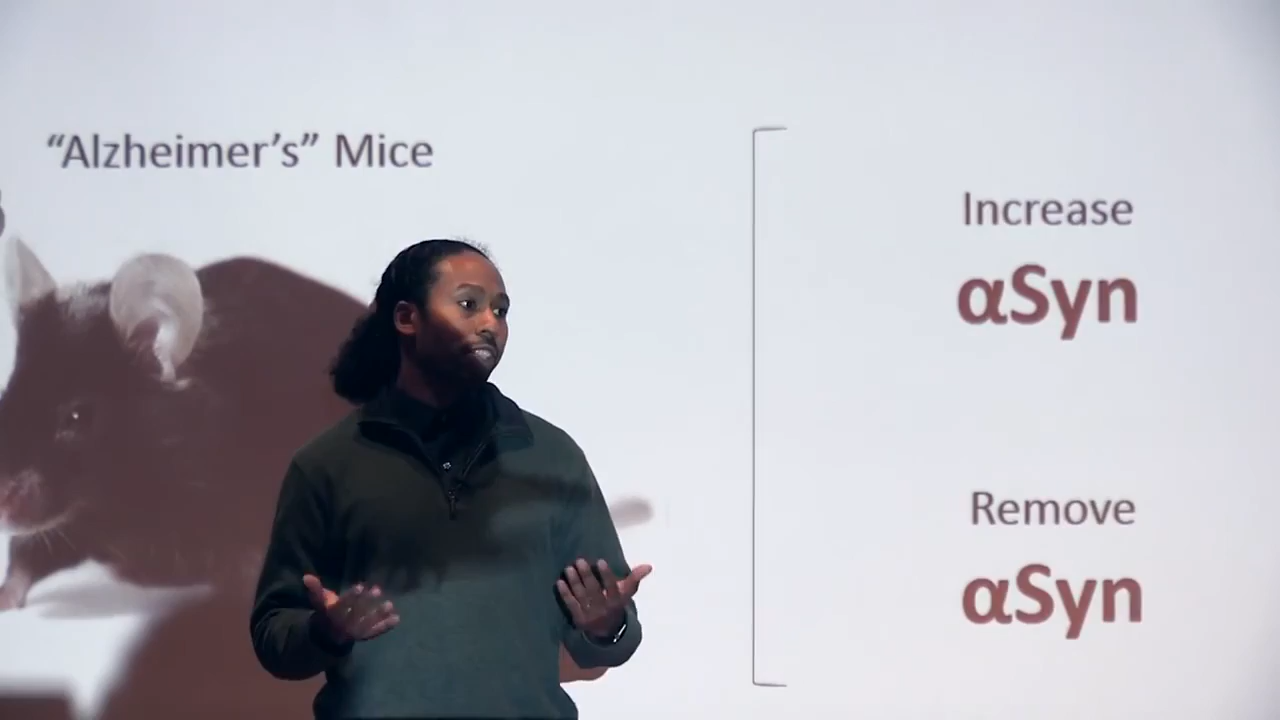 “Alzheimer’s” Mice
Increase
αSyn
Remove
αSyn